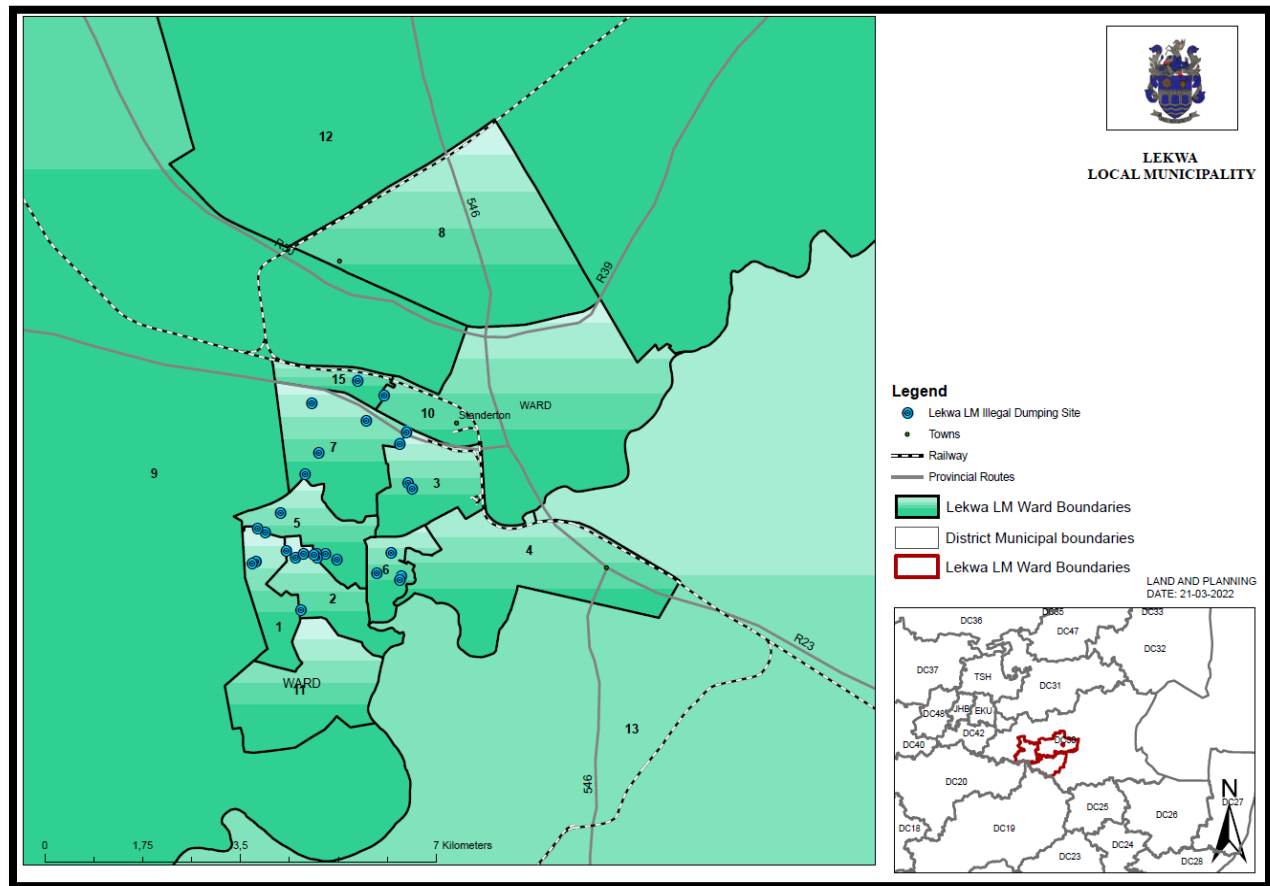 12
8
546
R39
15
10
Standerton
WARD
7
9
3
5
4
6
2
1
WARD
11
R23
13
546
0
1,75
3,5
7 Kilometers
LEKWA
LOCAL MUNICIPALITY
Legend
Lekwa LM Illegal Dumping Site
Towns
Railway
Provincial Routes
Lekwa LM Ward Boundaries
District Municipal boundaries
Lekwa LM Ward Boundaries
LAND AND PLANNING
DATE: 21-03-2022
DC36
DC35
DC33
DC47
DC32
DC37
TSH
DC31
DC48
JHB
EKU
DC42
DC40
DC30
DC20
N
DC27
DC25
DC26
DC18
DC19
DC24
DC23
DC28